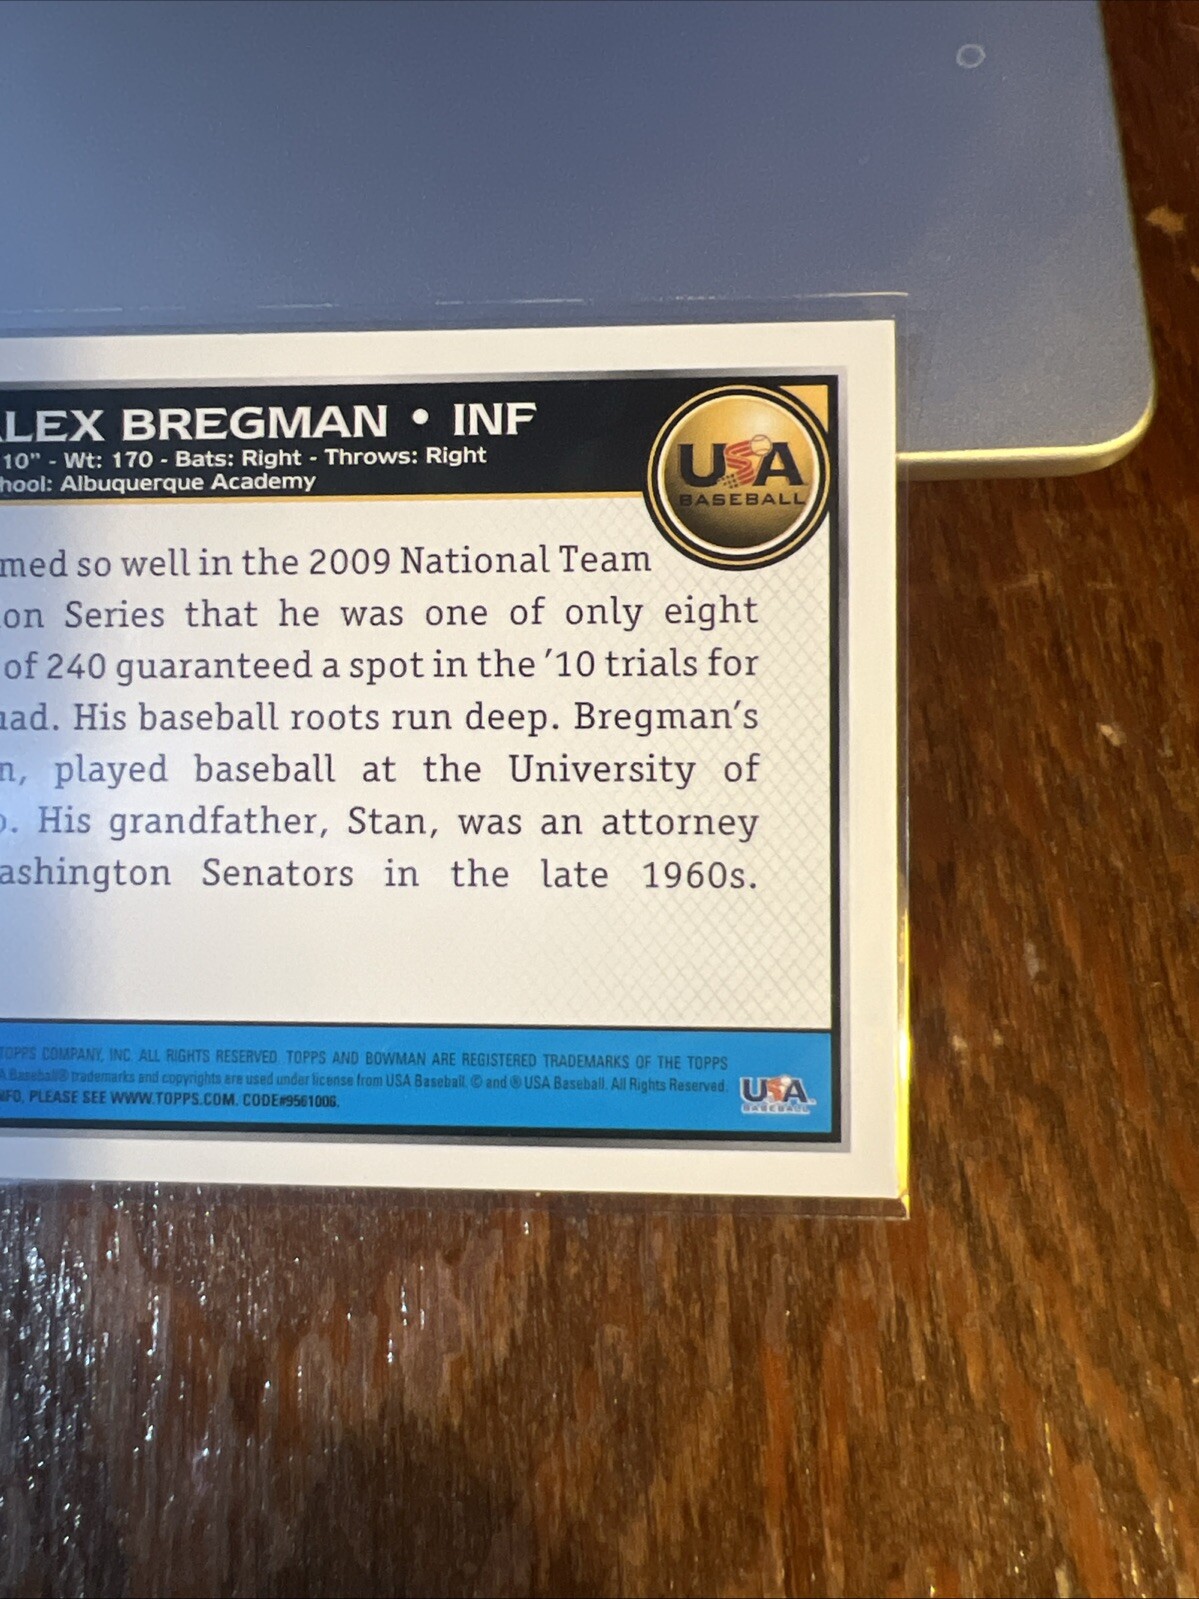 LEX BREGMAN • INF
10" - Wt: 170 - Bats: Right - Throws: Right
hool: Albuquerque Academy
USA
BASEBALL
med so well in the 2009 National Team
on Series that he was one of only eight
of 240 guaranteed a spot in the '10 trials for
uad. His baseball roots run deep. Bregman's
n, played baseball at the University of
o. His grandfather, Stan, was an attorney
ashington Senators in the late 1960s.
TOPPS COMPANY, INC. ALL RIGHTS RESERVED. TOPPS AND BOWMAN ARE REGISTERED TRADEMARKS OF THE TOPPS
A Baseball® trademarks and copyrights are used under license from USA Baseball. © and ® USA Baseball. All Rights Reserved.
NFO, PLEASE SEE WWW.TOPPS.COM. CODE#9561006.
USA
BASEBALL